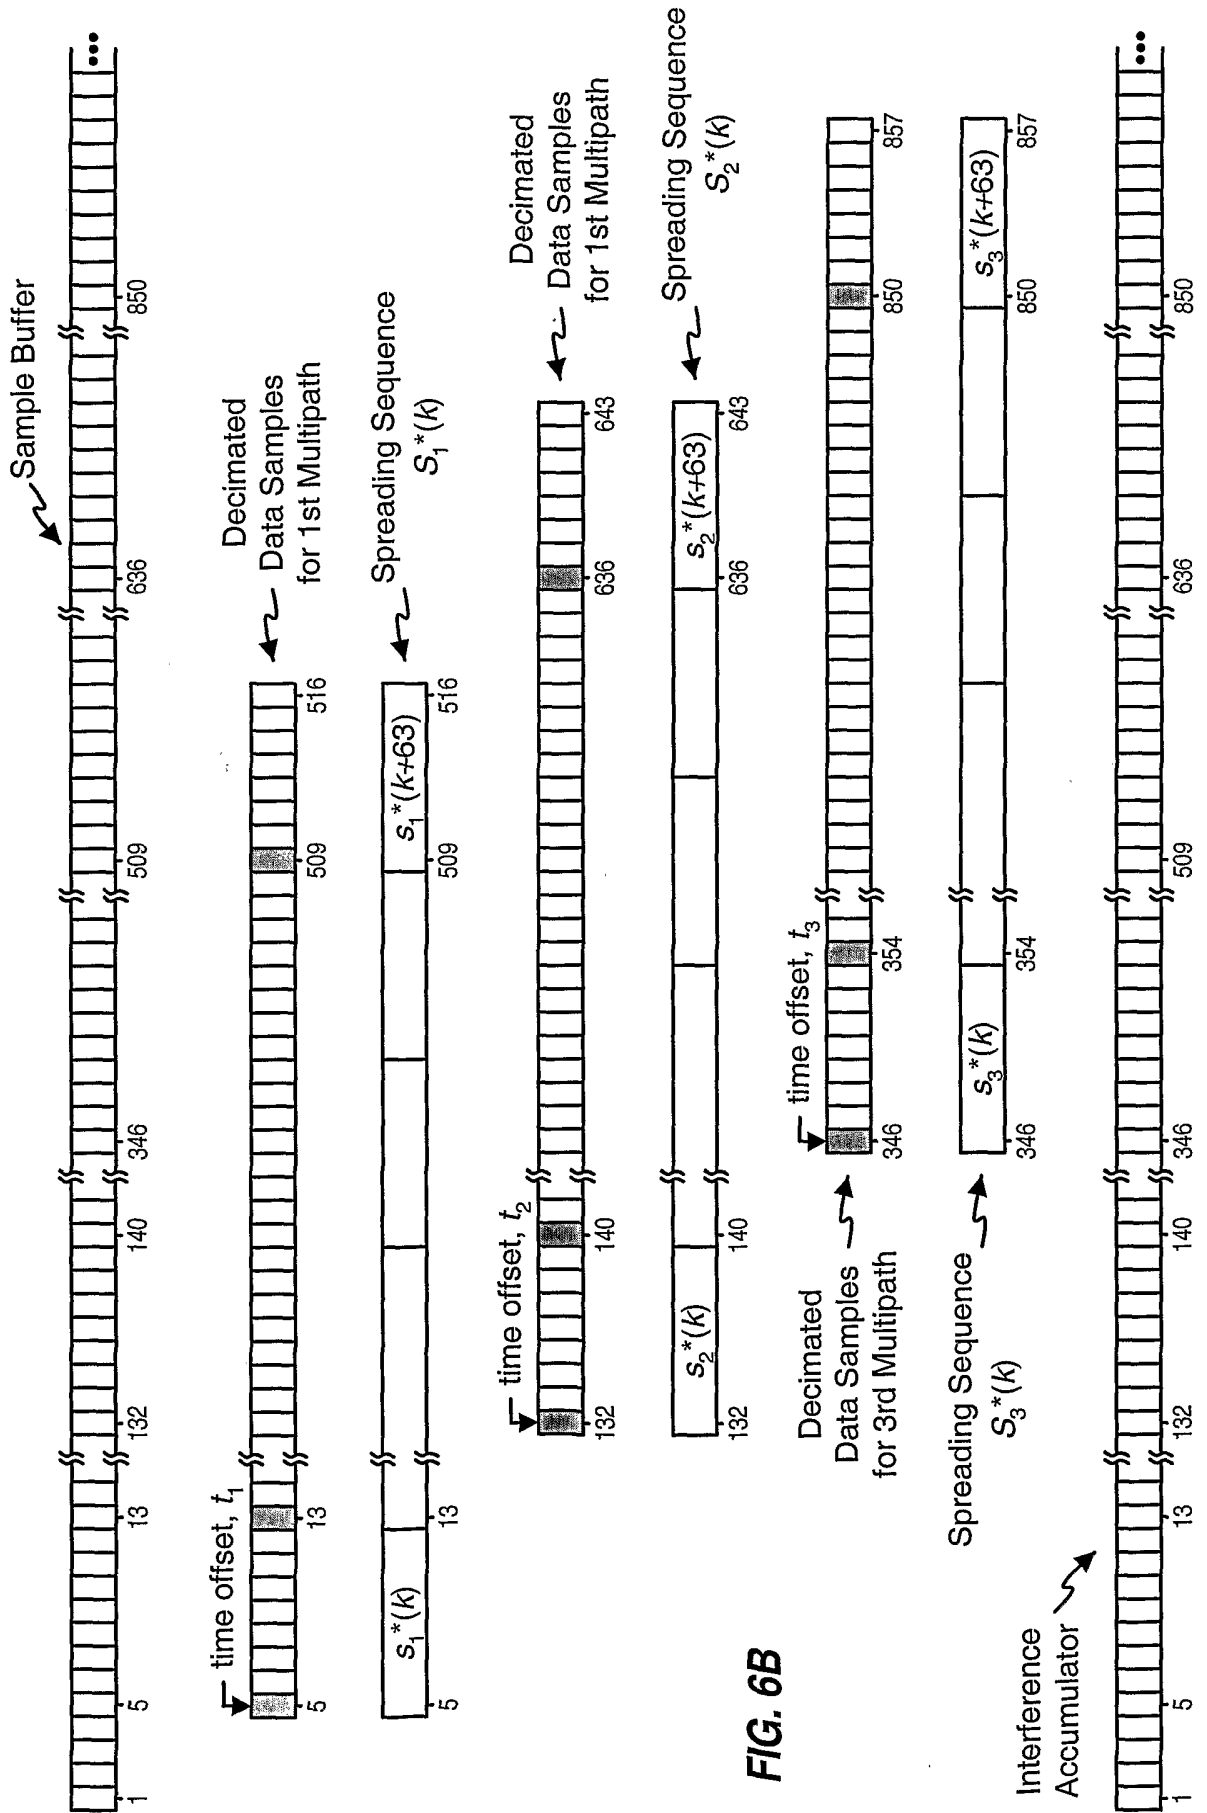 Sample Buffer
•••
1 5 13 132 140 346 509 636 850
Decimated
Data Samples
for 1st Multipath
time offset, t₁
5 13 509 516
Spreading Sequence
S₁*(k)
s₁*(k) s₁*(k+63)
5 13 509 516
Decimated
Data Samples
for 1st Multipath
time offset, t₂
132 140 636 643
Spreading Sequence
S₂*(k)
s₂*(k) s₂*(k+63)
132 140 636 643
time offset, t₃
Decimated
Data Samples
for 3rd Multipath
346 354 850 857
Spreading Sequence
S₃*(k)
s₃*(k) s₃*(k+63)
346 354 850 857
Interference
Accumulator
•••
1 5 13 132 140 346 509 636 850
FIG. 6B